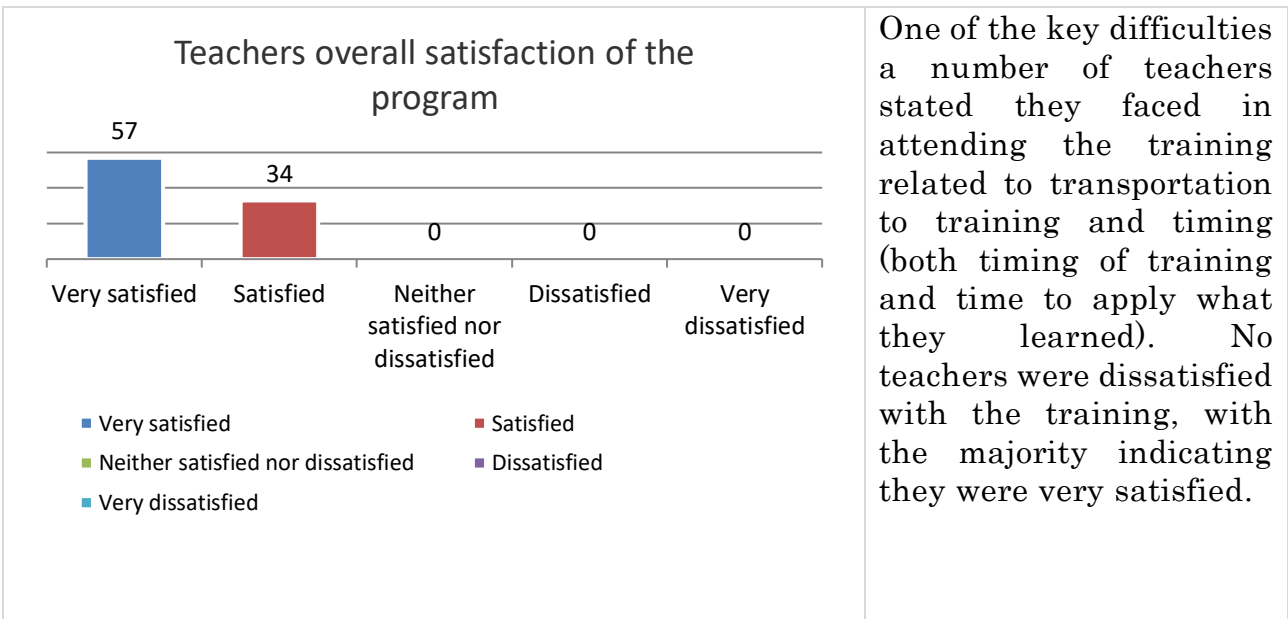 Teachers overall satisfaction of the
program
57
34
0
0
0
Very satisfied
Satisfied
Neither
satisfied nor
dissatisfied
Dissatisfied
Very
dissatisfied
Very satisfied
Satisfied
Neither satisfied nor dissatisfied
Dissatisfied
Very dissatisfied
One of the key difficulties
a number of teachers
stated they faced in
attending the training
related to transportation
to training and timing
(both timing of training
and time to apply what
they learned). No
teachers were dissatisfied
with the training, with
the majority indicating
they were very satisfied.